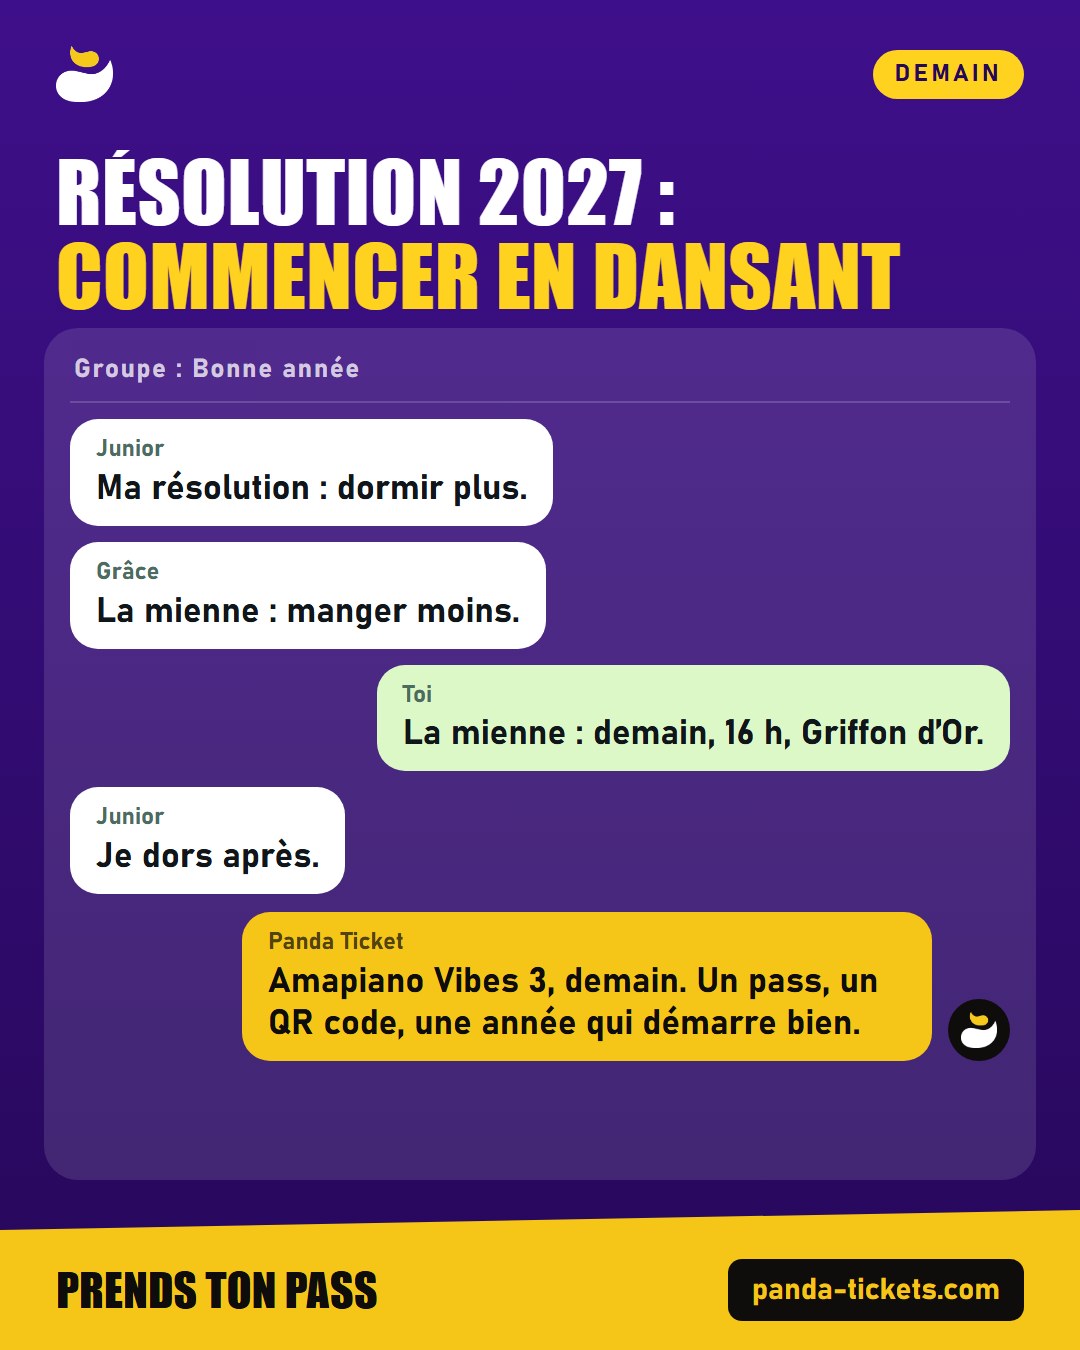 DEMAIN
RÉSOLUTION 2027 :
COMMENCER EN DANSANT
Groupe : Bonne année
Junior
Ma résolution : dormir plus.
Grâce
La mienne : manger moins.
Toi
La mienne : demain, 16 h, Griffon d’Or.
Junior
Je dors après.
Panda Ticket
Amapiano Vibes 3, demain. Un pass, un
QR code, une année qui démarre bien.
PRENDS TON PASS
panda-tickets.com